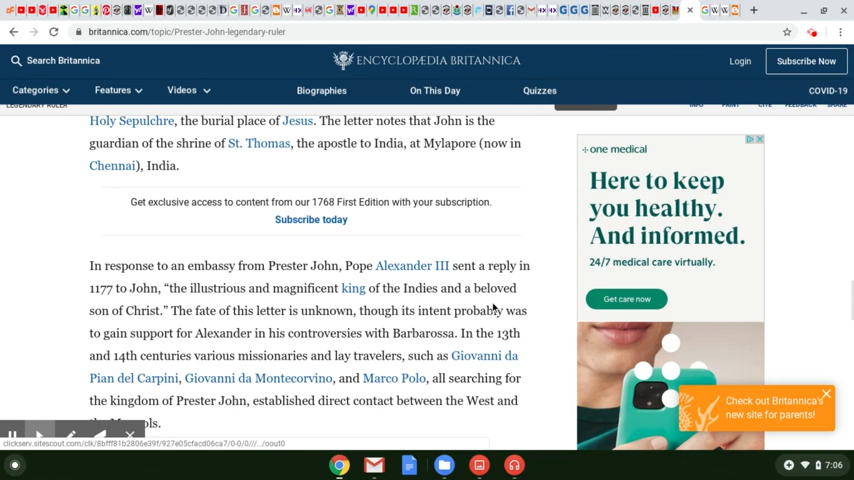 britannica.com/topic/Prester-John-legendary-ruler
Search Britannica
ENCYCLOPÆDIA BRITANNICA
Login
Subscribe Now
Categories
Features
Videos
Biographies
On This Day
Quizzes
COVID-19
LEGENDARY RULER
INFO
PRINT
CITE
FEEDBACK
SHARE
Holy Sepulchre, the burial place of Jesus. The letter notes that John is the
guardian of the shrine of St. Thomas, the apostle to India, at Mylapore (now in
Chennai), India.
Get exclusive access to content from our 1768 First Edition with your subscription.
Subscribe today
In response to an embassy from Prester John, Pope Alexander III sent a reply in
1177 to John, “the illustrious and magnificent king of the Indies and a beloved
son of Christ.” The fate of this letter is unknown, though its intent probably was
to gain support for Alexander in his controversies with Barbarossa. In the 13th
and 14th centuries various missionaries and lay travelers, such as Giovanni da
Pian del Carpini, Giovanni da Montecorvino, and Marco Polo, all searching for
the kingdom of Prester John, established direct contact between the West and
the Mongols.
one medical
Here to keep
you healthy.
And informed.
24/7 medical care virtually.
Get care now
Check out Britannica's
new site for parents!
7:06